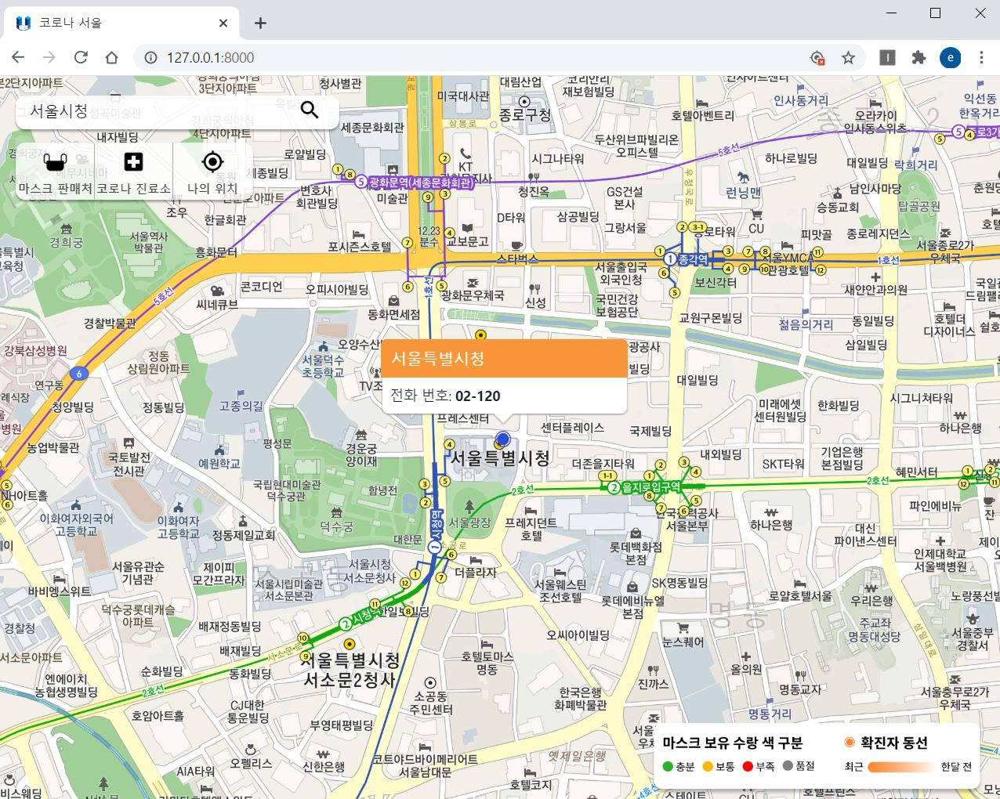 코로나 서울
127.0.0.1:8000
e
서울시청
마스크 판매처
코로나 진료소
나의 위치
본2단지아파트
3단지아파트
청사별관
대림산업
코리안리
재보험빌딩
미국대사관
종로구청
호텔아벤트리
인사동거리
오라카이
인사동스위츠
익선동
한옥거리
내자빌딩
4단지아파트
세종문화회관
삼봉로
두산위브파빌리온
오피스텔
5호선
로얄빌딩
세종빌딩
KT
시그나타워
우정국로
하나로빌딩
대일빌딩
락희거리
변호사
회관빌딩
5 광화문역(세종문화회관)
미술관
청진옥
GS건설
본사
런닝맨
남인사마당
승동교회
탑골공원
조우
한글회관
D타워
삼공빌딩
그랑서울
CU
피맛골
종로레지던스
경희궁
서울역사
박물관
흥화문터
포시즌스호텔
12,23
분수
교보문고
종로타워
서울종로2가
우체국
스타벅스
1 종각역
서울YMCA
관광호텔
1호선
콘코디언
오피시아빌딩
광화문우체국
신성
서울출입국
외국인청
보신각터
새얀안과의원
씨네큐브
동화면세점
국민건강
보험공단
교원구몬빌딩
젊음의거리
동일빌딩
호텔더
디자이너스
경찰박물관
강북삼성병원
정동
상림원아파트
서울덕수
초등학교
삼일빌딩
연구동
6
대일빌딩
서울특별시청
전화 번호: 02-120
청양빌딩
정동빌딩
고종의길
프레스센터
센터플레이스
국제빌딩
미래에셋
센터원빌딩
한화빌딩
시그니쳐타워
하나은행
농업박물관
국토발전
전시관
예원학교
평성문
경운궁
양이재
서울특별시청
더존을지타워
내외빌딩
SKT타워
기업은행
본점빌딩
혜민서터
NH아트홀
국립현대미술관
덕수궁관
함녕전
2호선
2 을지로입구역
2호선
이화여자외국어
고등학교
이화여자
고등학교
정동제일교회
덕수궁
대한문
서울광장
프레지던트
호텔
한국전력공사
서울본부
하나은행
파인에비뉴
대신
파이낸스센터
시청역
소공로
롯데백화점
본점
인제대학교
서울백병원
서울유관순
기념관
제이피
모간프라자
서울시청
서소문청사
더플라자
바비엥스위트
서울시립미술관
서소문본관
서울웨스틴
조선호텔
SK명동빌딩
로얄호텔서울
우리은행
노랑풍선빌딩
덕수궁롯데캐슬
아파트
2 시청역
롯데에비뉴엘
본점
명동
경찰청
배재정동빌딩
오씨아이빌딩
눈스퀘어
주교좌
명동대성당
삼일대로
서울중부
경찰서
서소문아파트
배재빌딩
서소문로
서울특별시
서소문2청사
호텔토마스
명동
올의원
순화빌딩
동화빌딩
엔에이치
농협생명빌딩
2호선
진까스
명동교자
서울충무로2가
우체국
CJ대한
통운빌딩
소공동
주민센터
한국은행
화폐박물관
호암아트홀
부영태평빌딩
명동거리
오펠리스
신한은행
코트야드바이메리어트
서울남대문
옛제일은행
AIA타워
호텔코지
마스크 보유 수량 색 구분
충분 보통 부족 품절
확진자 동선
최근 한달 전